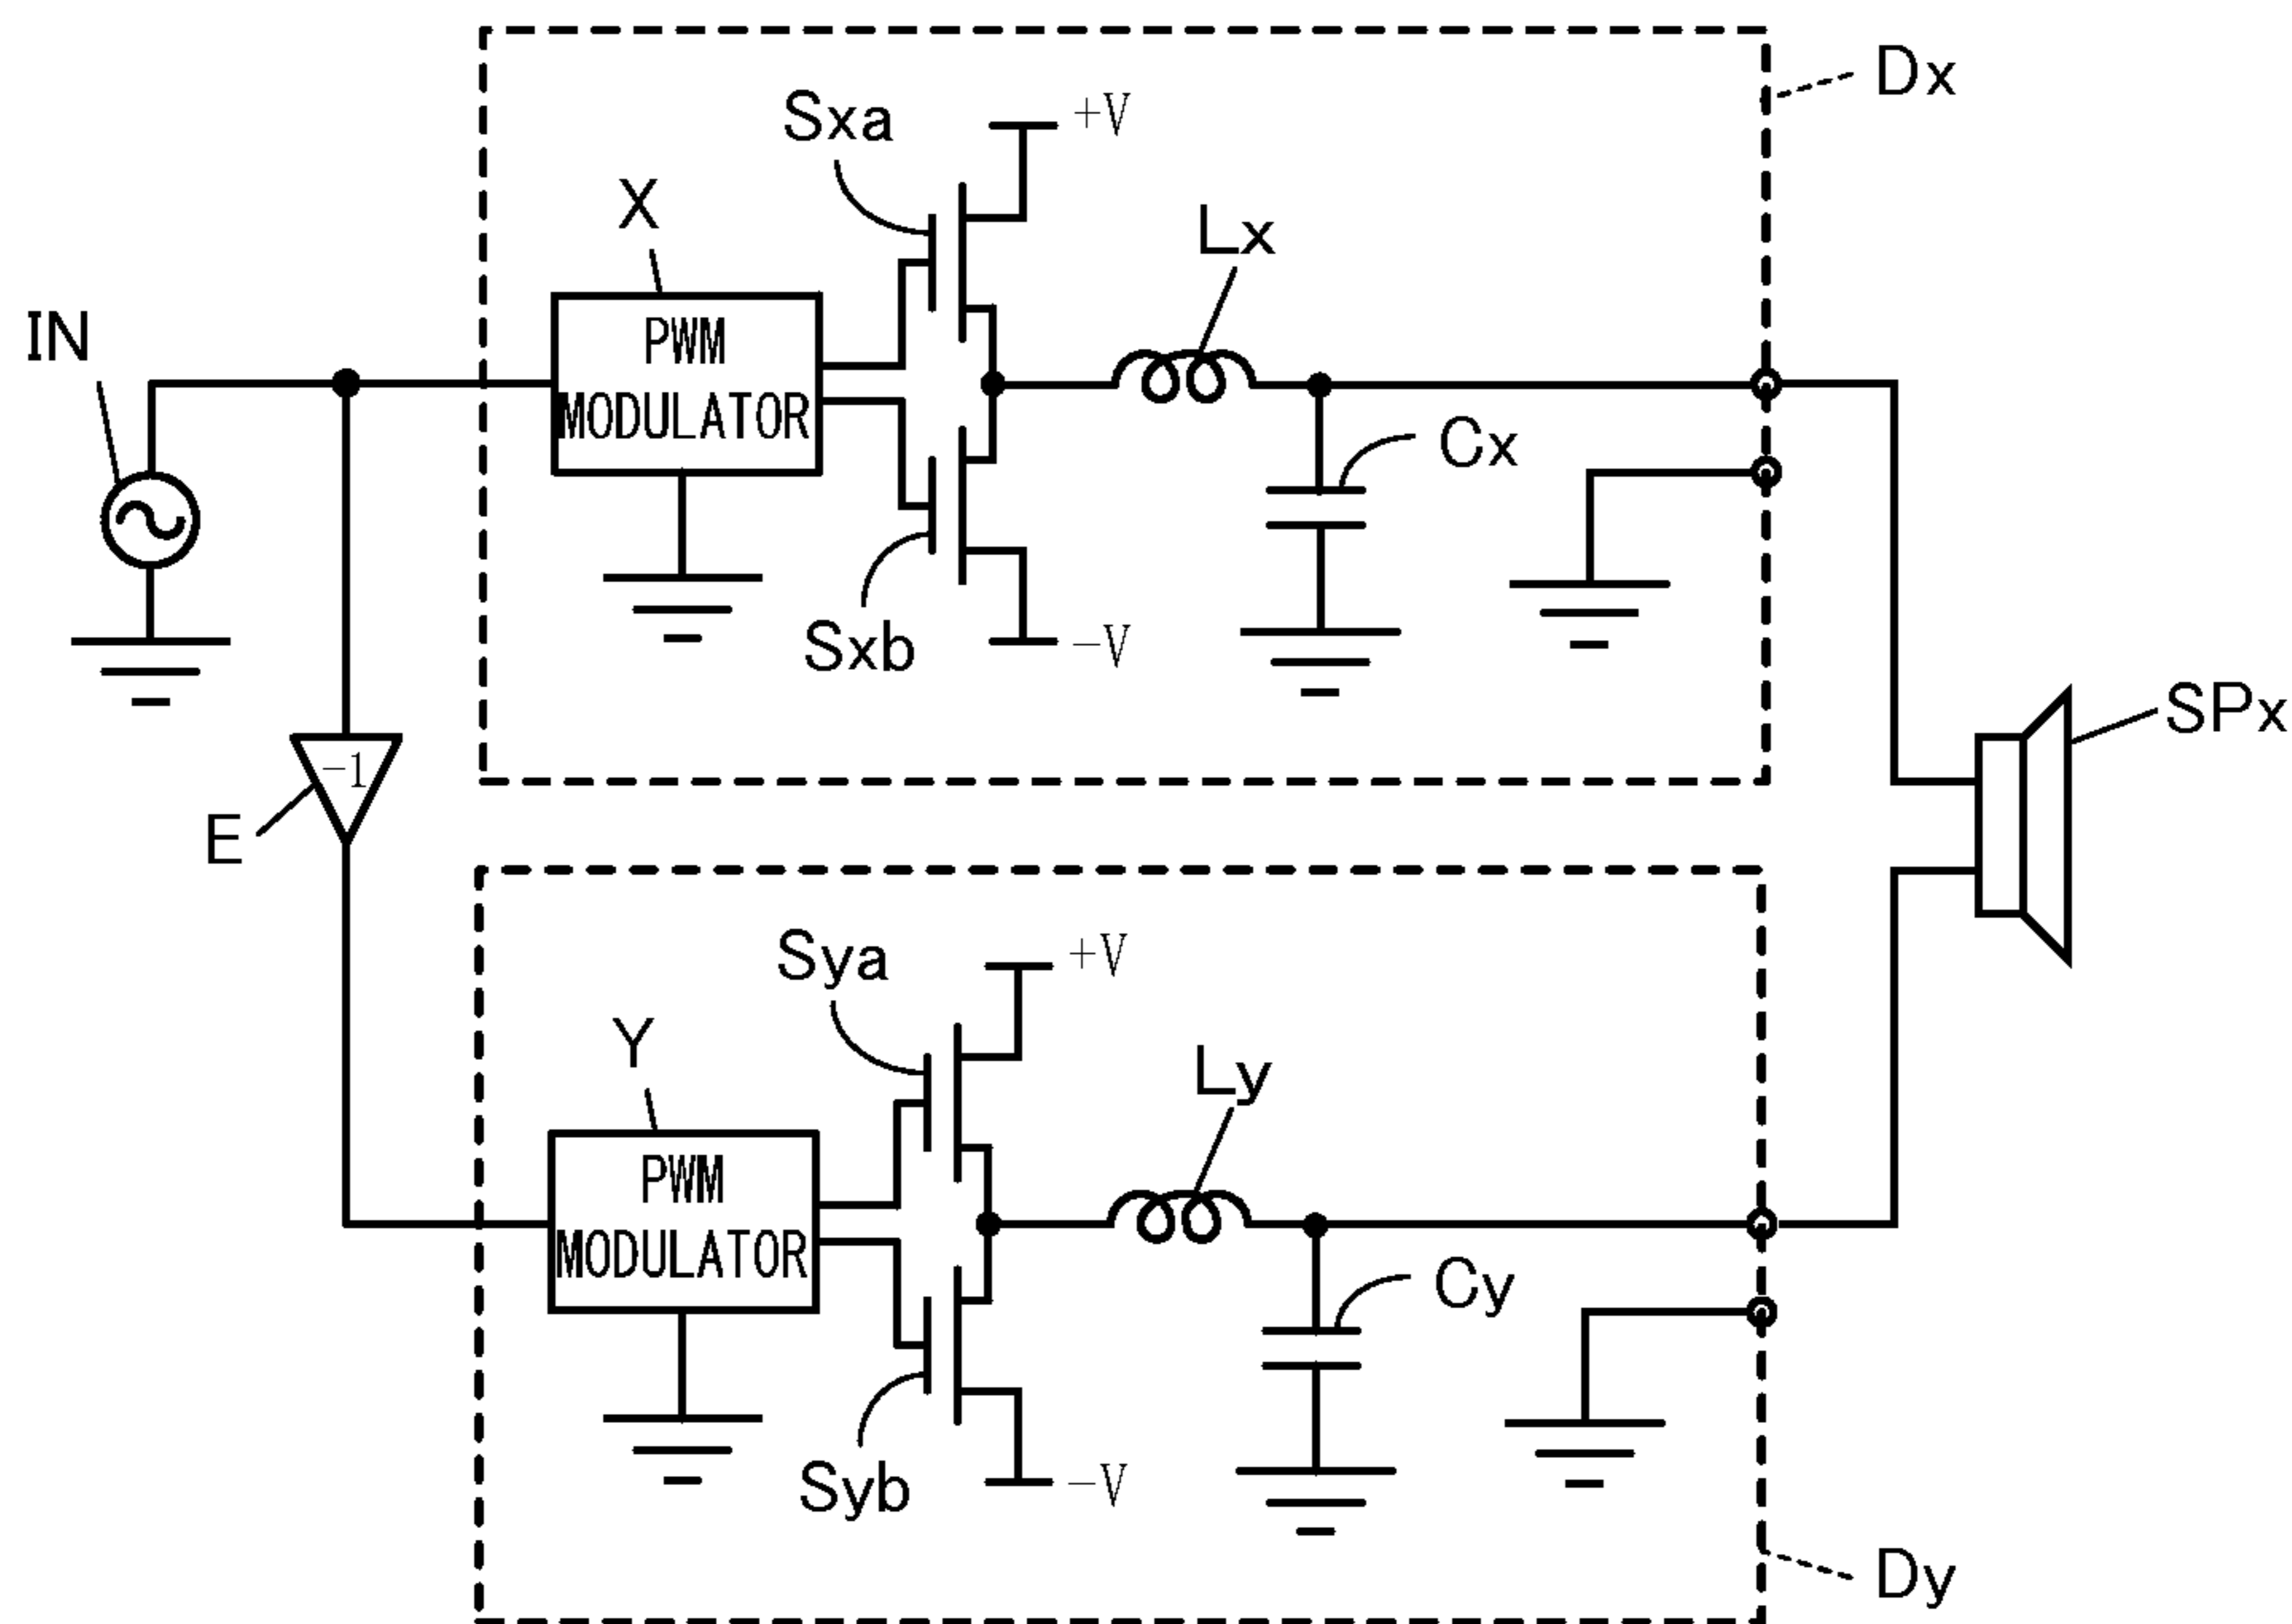 Dx
Sxa
+V
X
Lx
IN
PWM
MODULATOR
Cx
Sxb
-V
SPx
-1
E
Sya
+V
Y
Ly
PWM
MODULATOR
Cy
Syb
-V
Dy